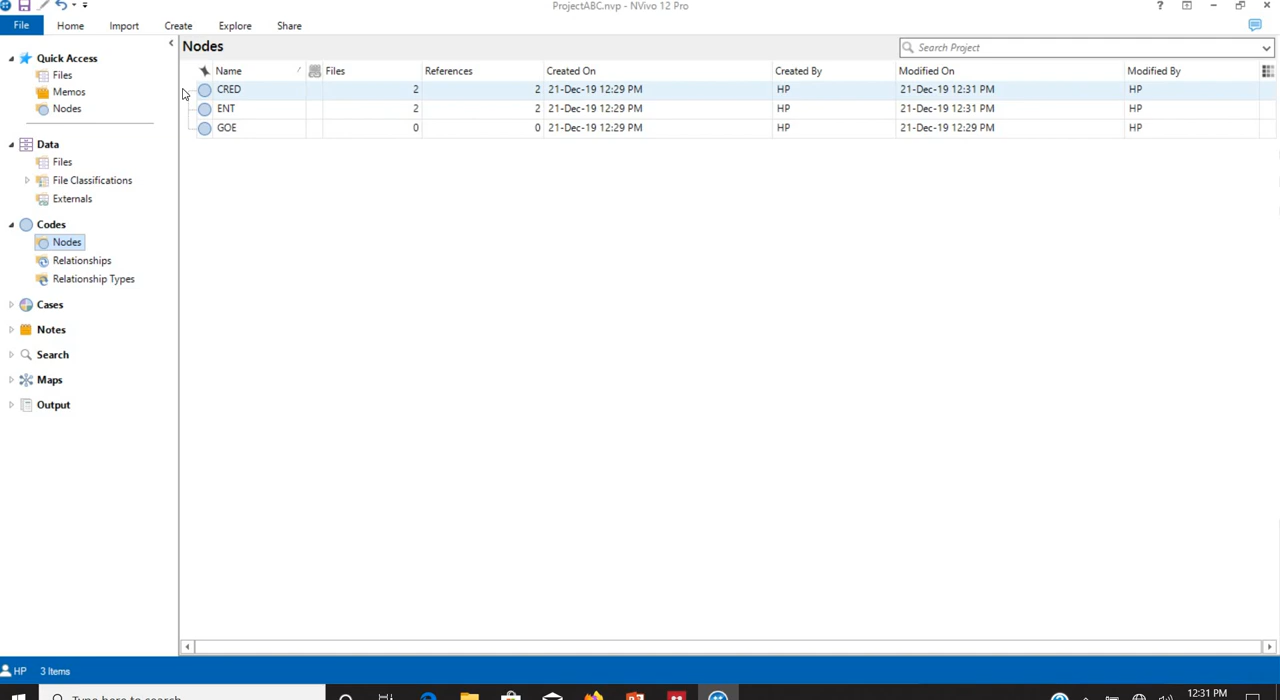 ProjectABC.nvp - NVivo 12 Pro
?
File Home Import Create Explore Share
Quick Access
Files
Memos
Nodes
Data
Files
File Classifications
Externals
Codes
Nodes
Relationships
Relationship Types
Cases
Notes
Search
Maps
Output
Nodes
Search Project
Name Files References Created On Created By Modified On Modified By
CRED 2 2 21-Dec-19 12:29 PM HP 21-Dec-19 12:31 PM HP
ENT 2 2 21-Dec-19 12:29 PM HP 21-Dec-19 12:31 PM HP
GOE 0 0 21-Dec-19 12:29 PM HP 21-Dec-19 12:29 PM HP
HP 3 Items
Type here to search
12:31 PM